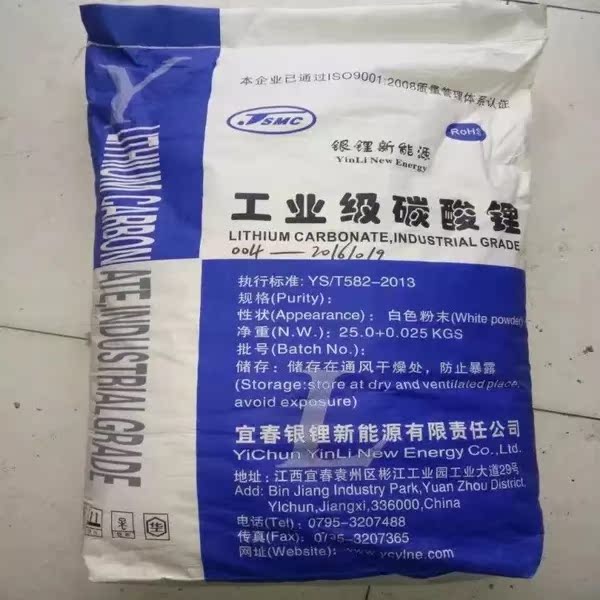 本企业已通过ISO9001:2008质量管理体系认证
TSMC
RoHS
银锂新能源
YinLi New Energy
工业级碳酸锂
LITHIUM CARBONATE,INDUSTRIAL GRADE
004 — 20161019
执行标准: YS/T582-2013
规格(Purity):
性状(Appearance): 白色粉末(White powder)
净重(N.W.): 25.0+0.025 KGS
批号(Batch No.):
储存: 储存在通风干燥处, 防止暴露
(Storage:store at dry and ventilated place,
avoid exposure)
宜春银锂新能源有限责任公司
YiChun YinLi New Energy Co., Ltd.
地址: 江西宜春袁州区彬江工业园工业大道29号
Add: Bin Jiang Industry Park,Yuan Zhou District,
YIchun,Jiangxi,336000,China
电话(Tel): 0795-3207488
传真(Fax): 0795-3207365
网址(Website): www.ycylne.com
Y
LITHIUM CARBONATE,INDUSTRIAL GRADE
L